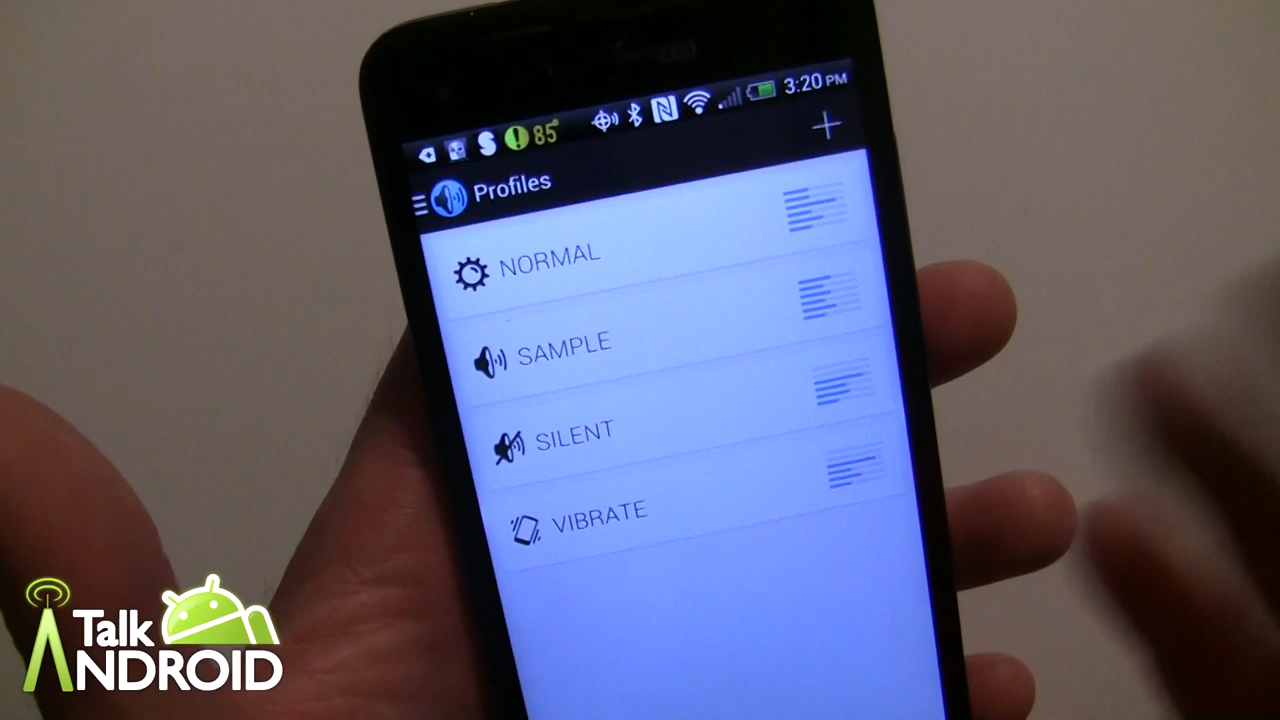 85°
3:20 PM
Profiles
NORMAL
SAMPLE
SILENT
VIBRATE
Talk
ANDROID